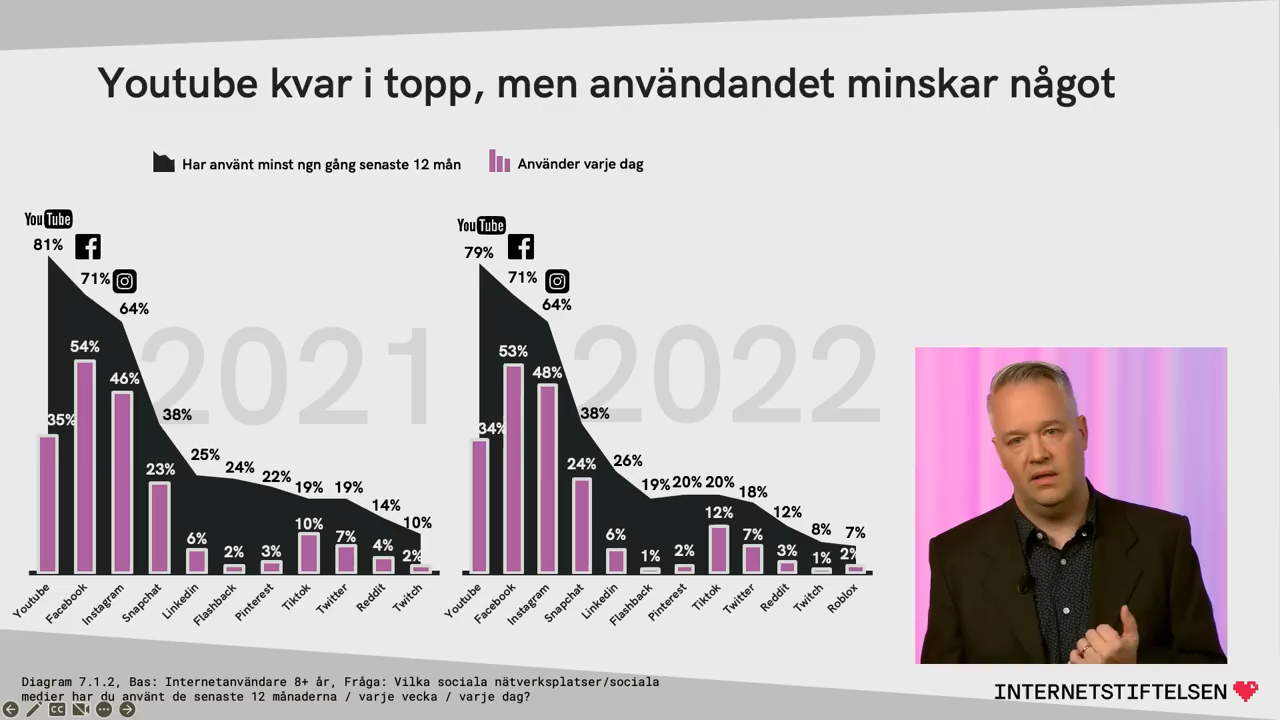 Youtube kvar i topp, men användandet minskar något
Har använt minst ngn gång senaste 12 mån
Använder varje dag
YouTube
81%
71%
64%
54%
46%
38%
35%
23%
25%
24%
22%
19%
19%
14%
10%
6%
2%
3%
10%
7%
4%
2%
2021
Youtube
Facebook
Instagram
Snapchat
Linkedin
Flashback
Pinterest
Tiktok
Twitter
Reddit
Twitch
YouTube
79%
71%
64%
53%
48%
38%
34%
24%
26%
19%
20%
20%
18%
12%
8%
7%
6%
1%
2%
12%
7%
3%
1%
2%
2022
Youtube
Facebook
Instagram
Snapchat
Linkedin
Flashback
Pinterest
Tiktok
Twitter
Reddit
Twitch
Roblox
Diagram 7.1.2, Bas: Internetanvändare 8+ år, Fråga: Vilka sociala nätverksplatser/sociala
medier har du använt de senaste 12 månaderna / varje vecka / varje dag?
CC
INTERNETSTIFTELSEN